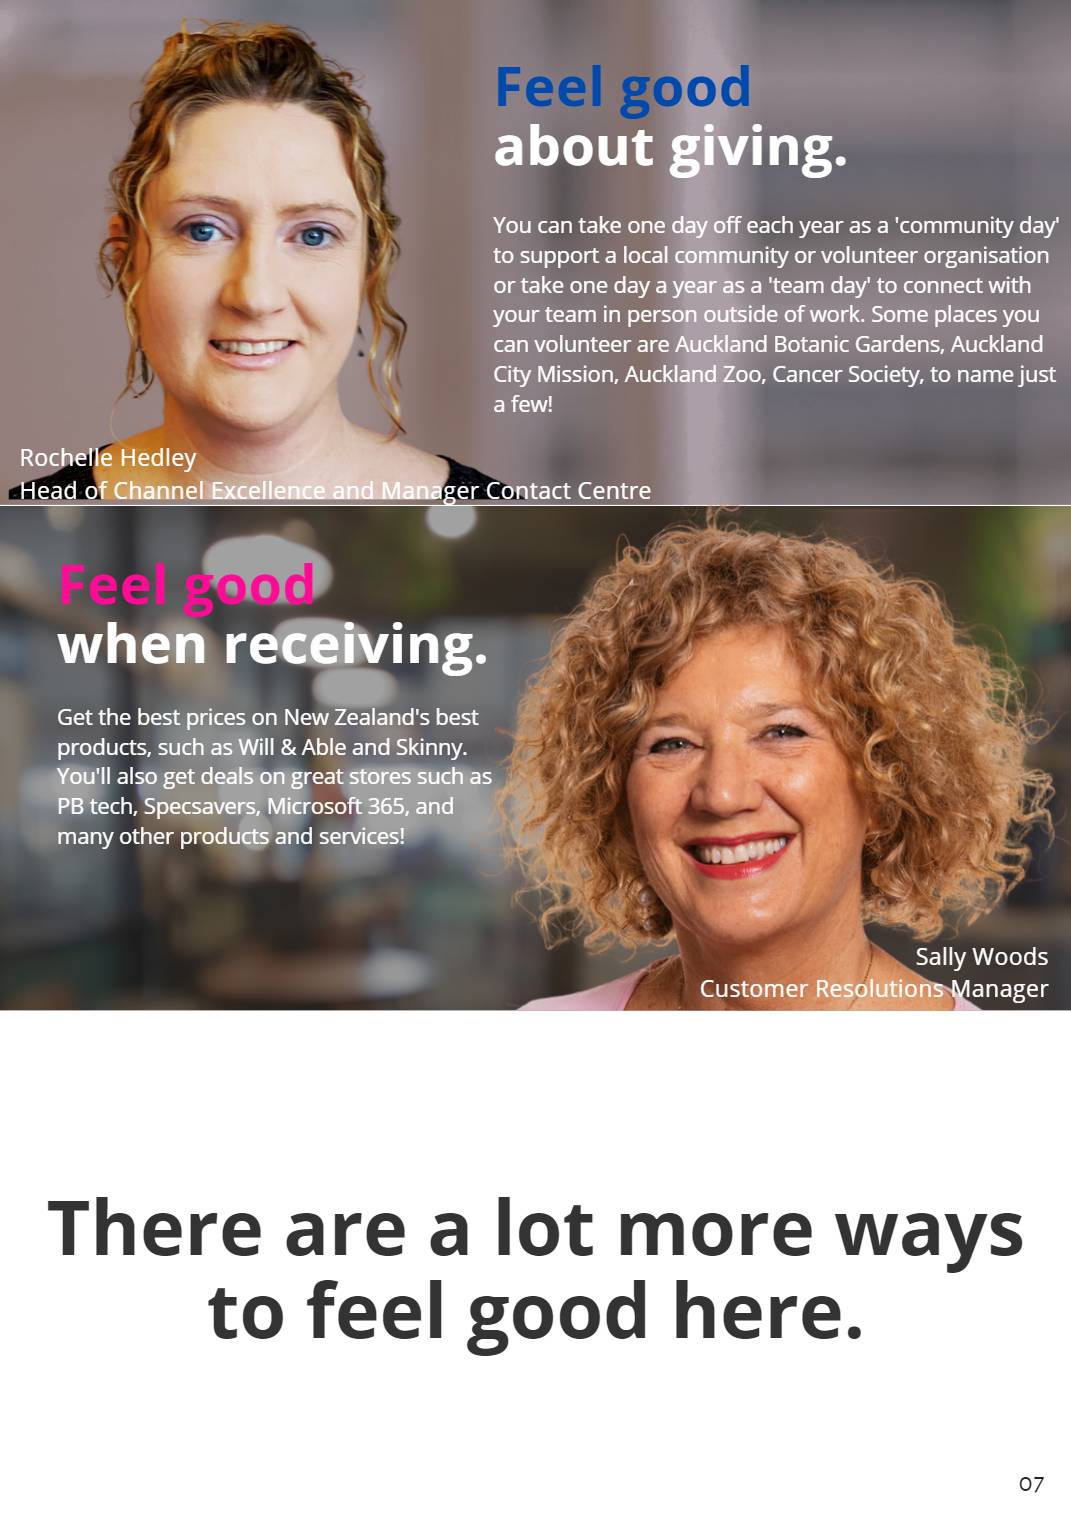 Feel good
about giving.
You can take one day off each year as a 'community day'
to support a local community or volunteer organisation
or take one day a year as a 'team day' to connect with
your team in person outside of work. Some places you
can volunteer are Auckland Botanic Gardens, Auckland
City Mission, Auckland Zoo, Cancer Society, to name just
a few!
Rochelle Hedley
Head of Channel Excellence and Manager Contact Centre
Feel good
when receiving.
Get the best prices on New Zealand's best
products, such as Will & Able and Skinny.
You'll also get deals on great stores such as
PB tech, Specsavers, Microsoft 365, and
many other products and services!
Sally Woods
Customer Resolutions Manager
There are a lot more ways
to feel good here.
07